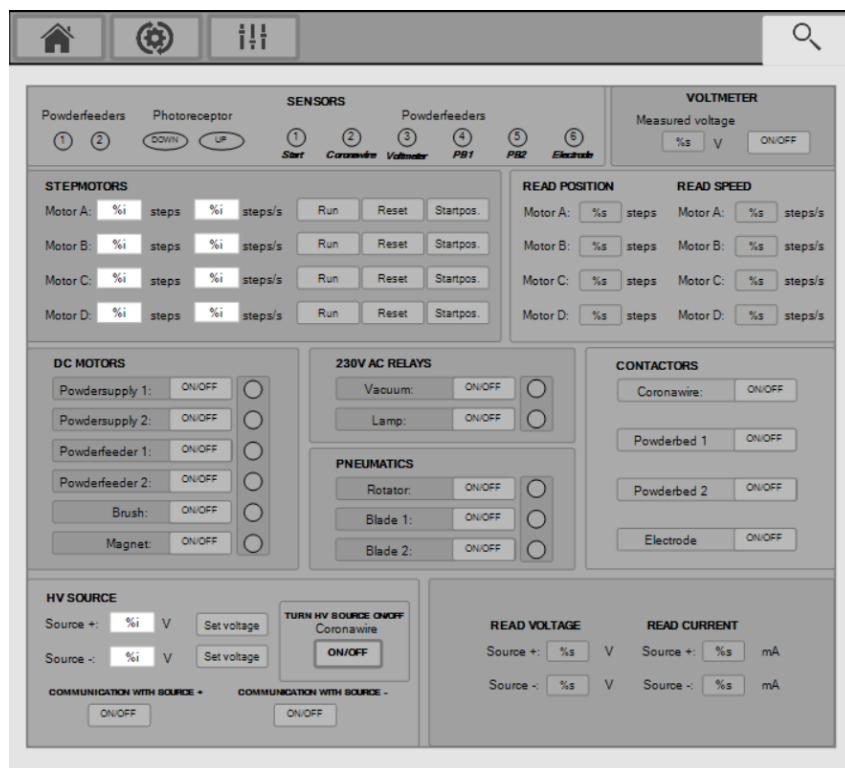 SENSORS
Powderfeeders Photoreceptor Powderfeeders
1 2 DOWN UP 1 2 3 4 5 6
Start Coronawire Voltmeter PB1 PB2 Electrode
VOLTMETER
Measured voltage
%s V ON/OFF
STEPMOTORS
Motor A: %i steps %i steps/s Run Reset Startpos.
Motor B: %i steps %i steps/s Run Reset Startpos.
Motor C: %i steps %i steps/s Run Reset Startpos.
Motor D: %i steps %i steps/s Run Reset Startpos.
READ POSITION READ SPEED
Motor A: %s steps Motor A: %s steps/s
Motor B: %s steps Motor B: %s steps/s
Motor C: %s steps Motor C: %s steps/s
Motor D: %s steps Motor D: %s steps/s
DC MOTORS
Powdersupply 1: ON/OFF
Powdersupply 2: ON/OFF
Powderfeeder 1: ON/OFF
Powderfeeder 2: ON/OFF
Brush: ON/OFF
Magnet: ON/OFF
230V AC RELAYS
Vacuum: ON/OFF
Lamp: ON/OFF
PNEUMATICS
Rotator: ON/OFF
Blade 1: ON/OFF
Blade 2: ON/OFF
CONTACTORS
Coronawire: ON/OFF
Powderbed 1 ON/OFF
Powderbed 2 ON/OFF
Electrode ON/OFF
HV SOURCE
Source +: %i V Set voltage
Source -: %i V Set voltage
TURN HV SOURCE ON/OFF
Coronawire
ON/OFF
COMMUNICATION WITH SOURCE + COMMUNICATION WITH SOURCE -
ON/OFF ON/OFF
READ VOLTAGE READ CURRENT
Source +: %s V Source +: %s mA
Source -: %s V Source -: %s mA